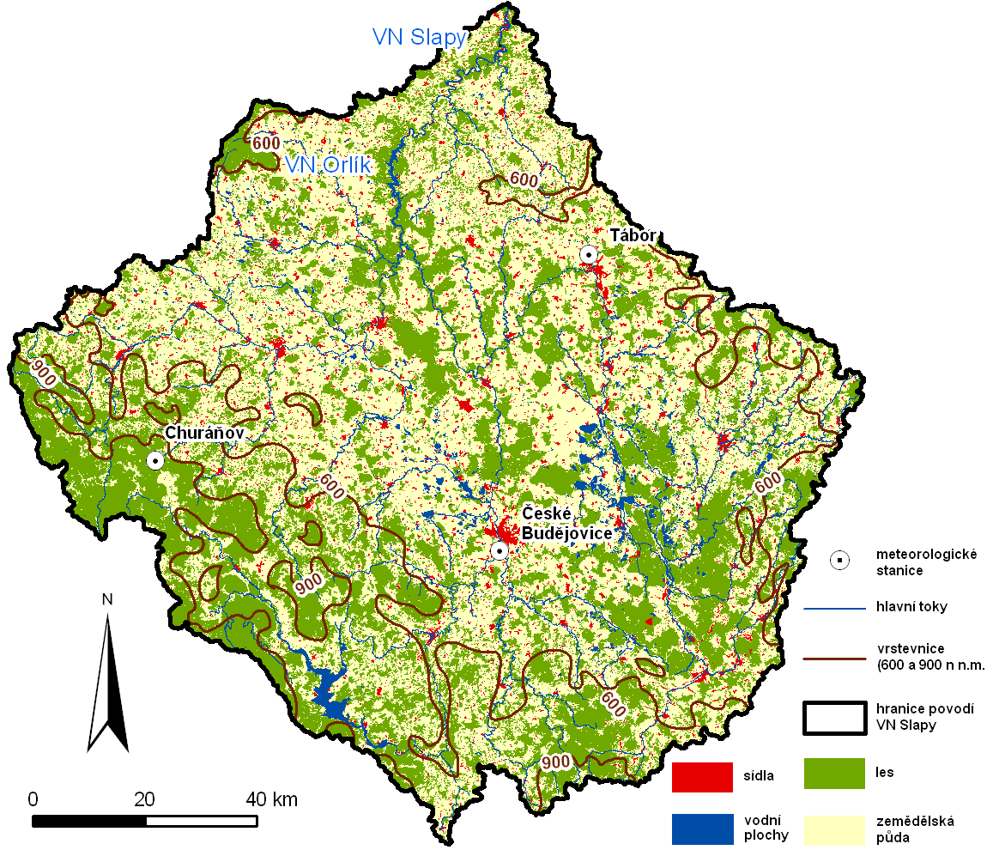 VN Slapy
600
VN Orlík
600
Tábor
900
Churáňov
600
600
České
Budějovice
900
600
900
N
0 20 40 km
meteorologické
stanice
hlavní toky
vrstevnice
(600 a 900 n n.m.
hranice povodí
VN Slapy
sídla
les
vodní
plochy
zemědělská
půda